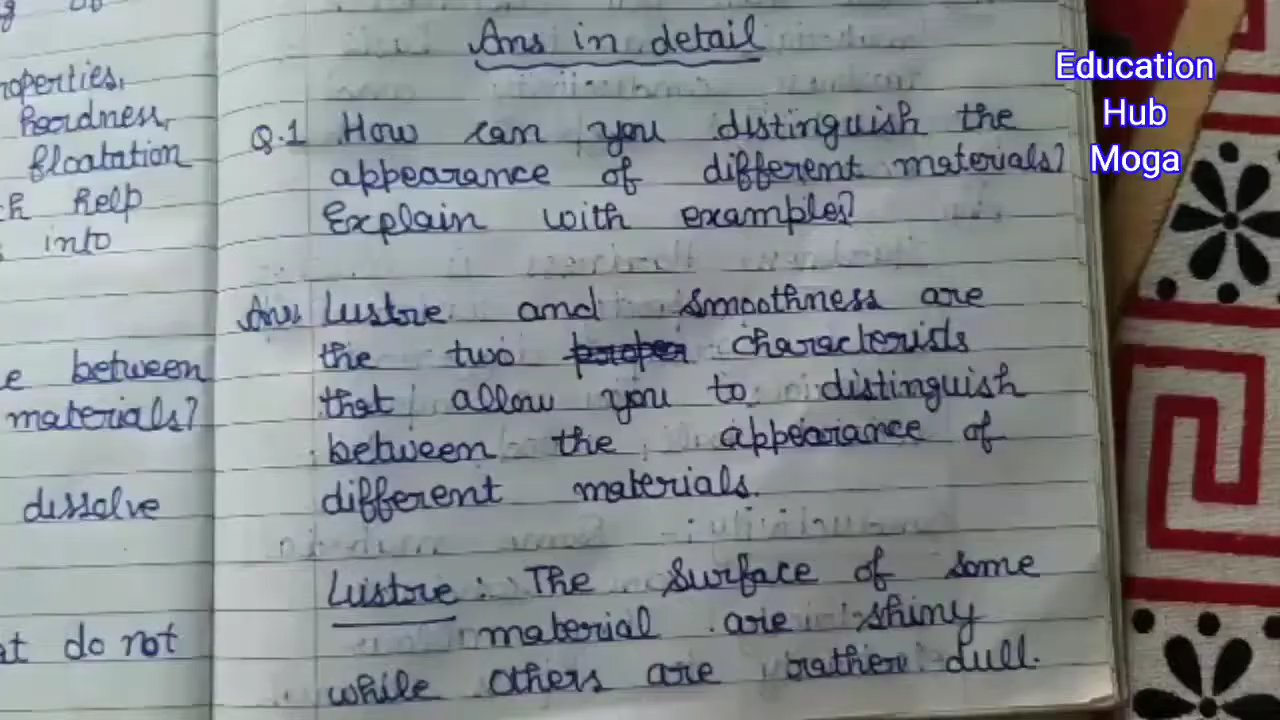 roperties,
hardness,
floatation
ch help
into
e between
materials?
dissolve
at do not
Ans in detail
Q.1 How can you distinguish the
appearance of different materials?
Explain with examples?
Ans Lustre and smoothness are
the two characterists
that allow you to distinguish
between the appearance of
different materials.
Lustre: The surface of some
material are shiny
while others are rather dull.
Education
Hub
Moga